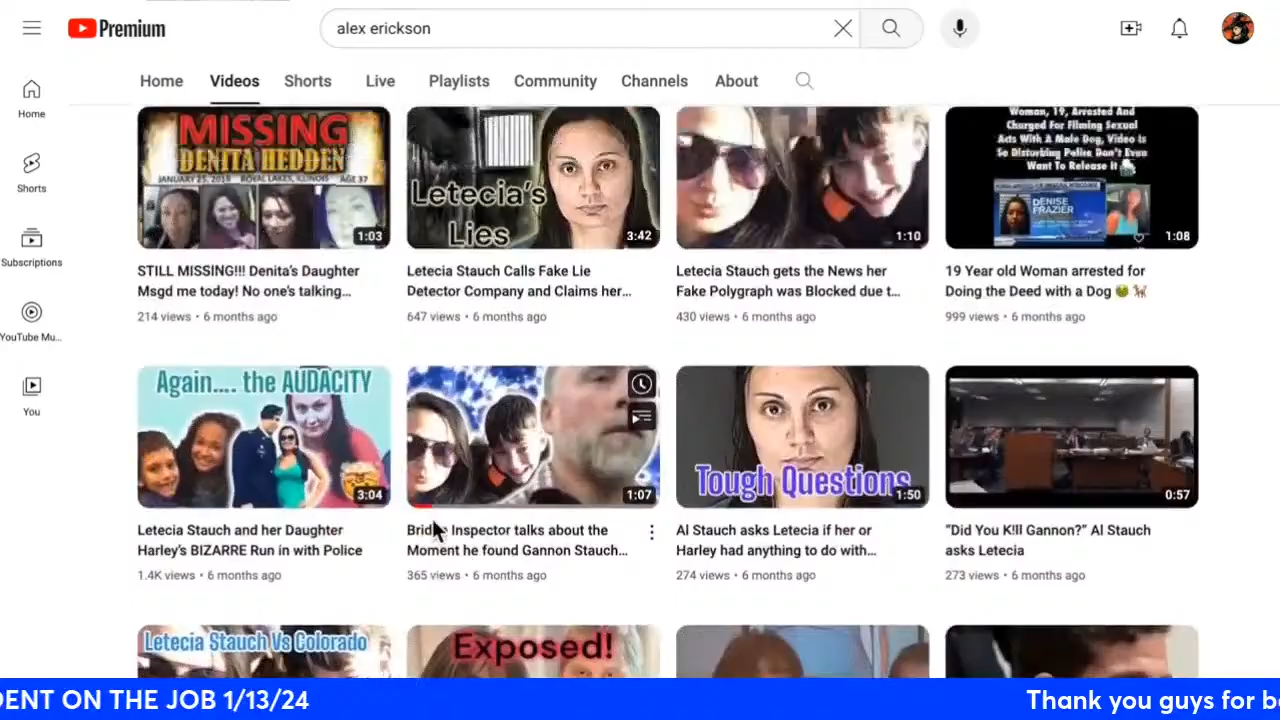 Premium
alex erickson
Home
Videos
Shorts
Live
Playlists
Community
Channels
About
Home
Shorts
Subscriptions
YouTube Mu...
You
MISSING
DENITA HEDDEN
JANUARY 25, 2019 ROYAL LAKES, ILLINOIS AGE 37
1:03
STILL MISSING!!! Denita's Daughter
Msgd me today! No one's talking...
214 views • 6 months ago
Letecia's
Lies
3:42
Letecia Stauch Calls Fake Lie
Detector Company and Claims her...
647 views • 6 months ago
1:10
Letecia Stauch gets the News her
Fake Polygraph was Blocked due t...
430 views • 6 months ago
Woman, 19, Arrested And
Charged For Filming Sexual
Acts With A Male Dog, Video Is
So Disturbing Police Don't Even
Want To Release It
DENISE
FRAZIER
1:08
19 Year old Woman arrested for
Doing the Deed with a Dog
999 views • 6 months ago
Again.... the AUDACITY
3:04
Letecia Stauch and her Daughter
Harley's BIZARRE Run in with Police
1.4K views • 6 months ago
1:07
Bridge Inspector talks about the
Moment he found Gannon Stauch...
365 views • 6 months ago
Tough Questions
1:50
Al Stauch asks Letecia if her or
Harley had anything to do with...
274 views • 6 months ago
0:57
"Did You K!ll Gannon?" Al Stauch
asks Letecia
273 views • 6 months ago
Letecia Stauch Vs Colorado
Exposed!
DENT ON THE JOB 1/13/24
Thank you guys for b